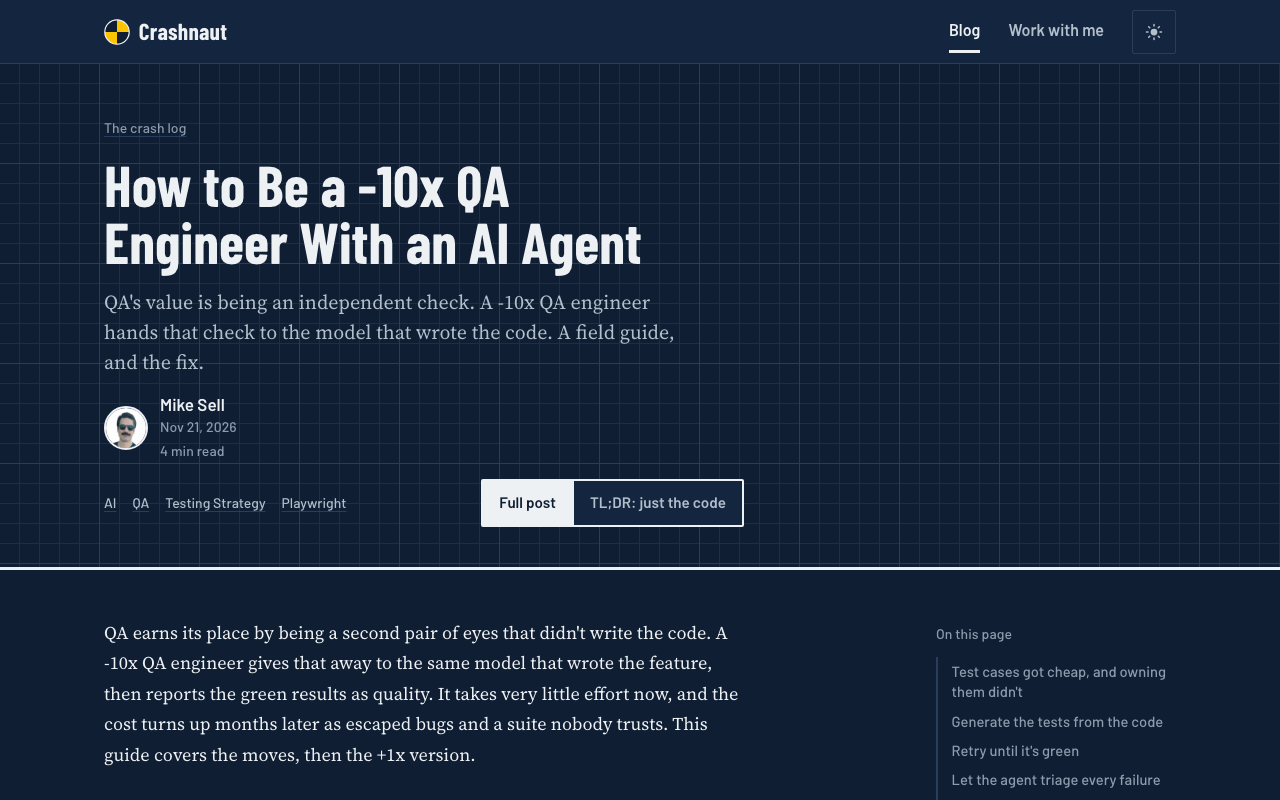 Crashnaut
Blog
Work with me
The crash log
How to Be a -10x QA
Engineer With an AI Agent
QA's value is being an independent check. A -10x QA engineer
hands that check to the model that wrote the code. A field guide,
and the fix.
Mike Sell
Nov 21, 2026
4 min read
AI
QA
Testing Strategy
Playwright
Full post
TL;DR: just the code
QA earns its place by being a second pair of eyes that didn't write the code. A
-10x QA engineer gives that away to the same model that wrote the feature,
then reports the green results as quality. It takes very little effort now, and the
cost turns up months later as escaped bugs and a suite nobody trusts. This
guide covers the moves, then the +1x version.
On this page
Test cases got cheap, and owning
them didn't
Generate the tests from the code
Retry until it's green
Let the agent triage every failure